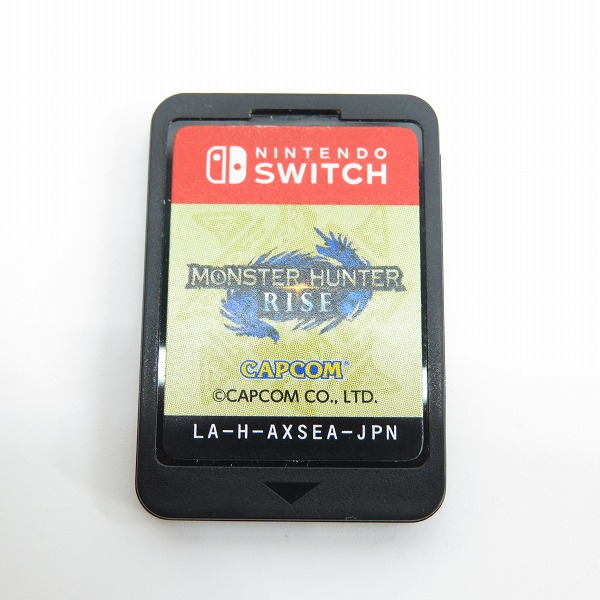 NINTENDO
SWITCH
MONSTER HUNTER
RISE
CAPCOM
©CAPCOM CO., LTD.
LA-H-AXSEA-JPN